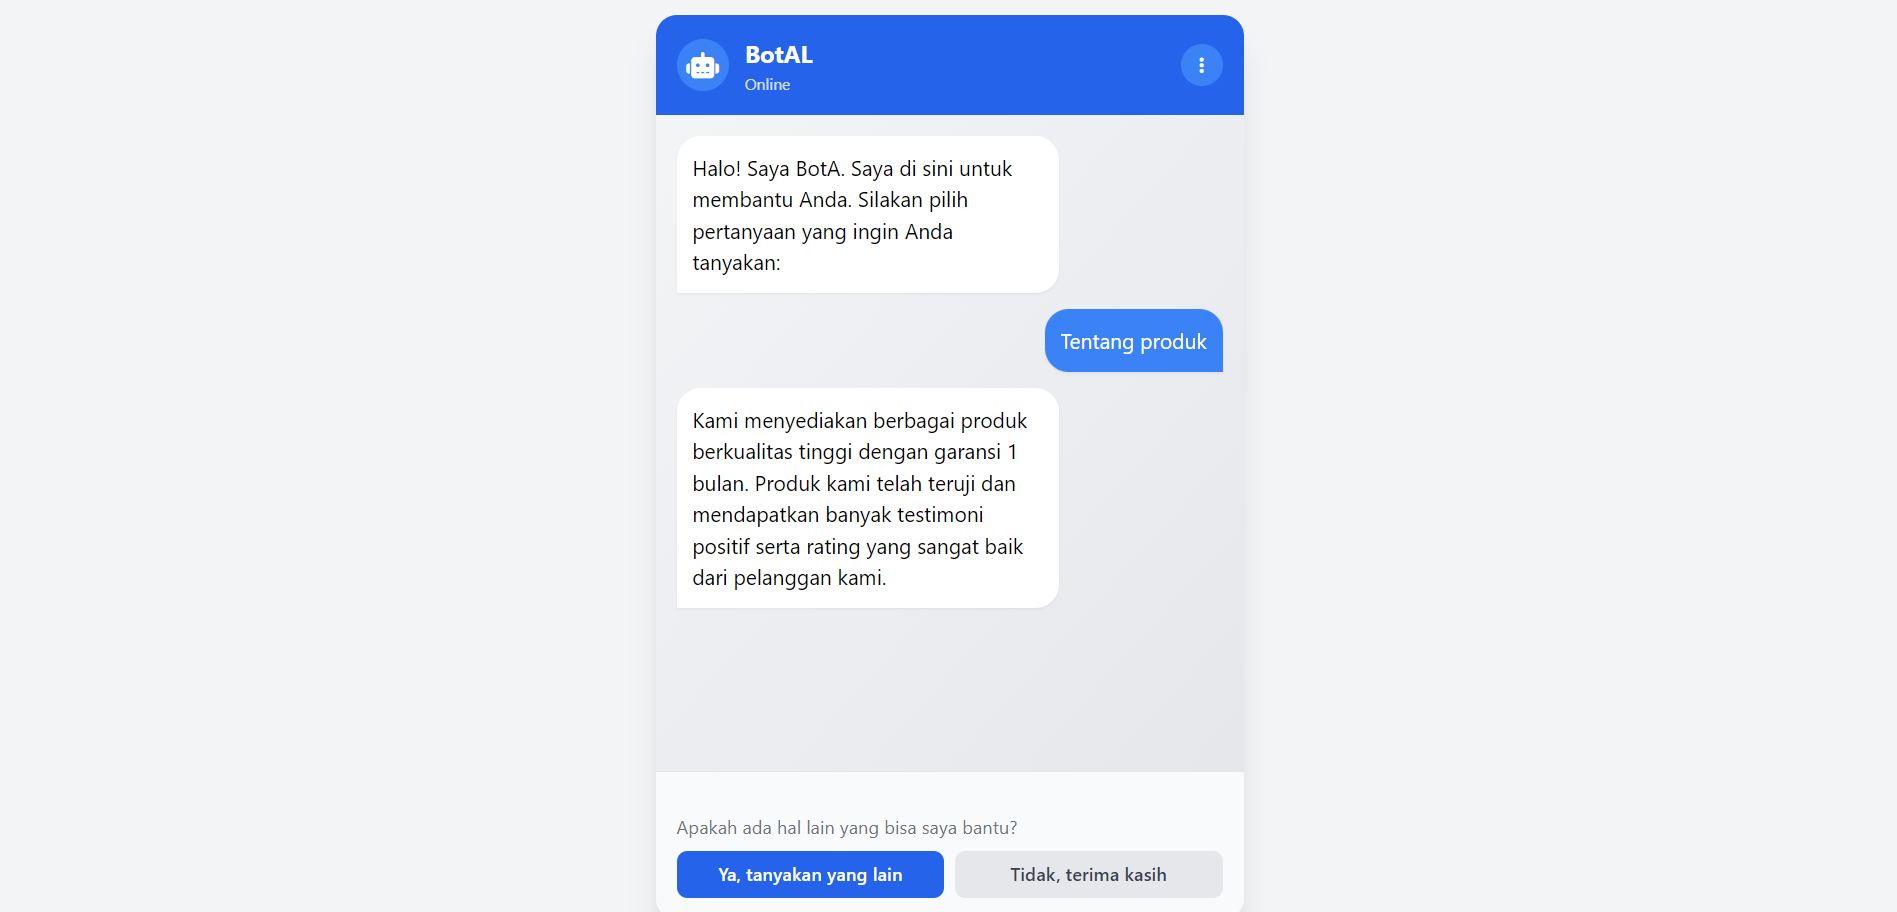 BotAL
Online
Halo! Saya BotA. Saya di sini untuk
membantu Anda. Silakan pilih
pertanyaan yang ingin Anda
tanyakan:
Tentang produk
Kami menyediakan berbagai produk
berkualitas tinggi dengan garansi 1
bulan. Produk kami telah teruji dan
mendapatkan banyak testimoni
positif serta rating yang sangat baik
dari pelanggan kami.
Apakah ada hal lain yang bisa saya bantu?
Ya, tanyakan yang lain
Tidak, terima kasih